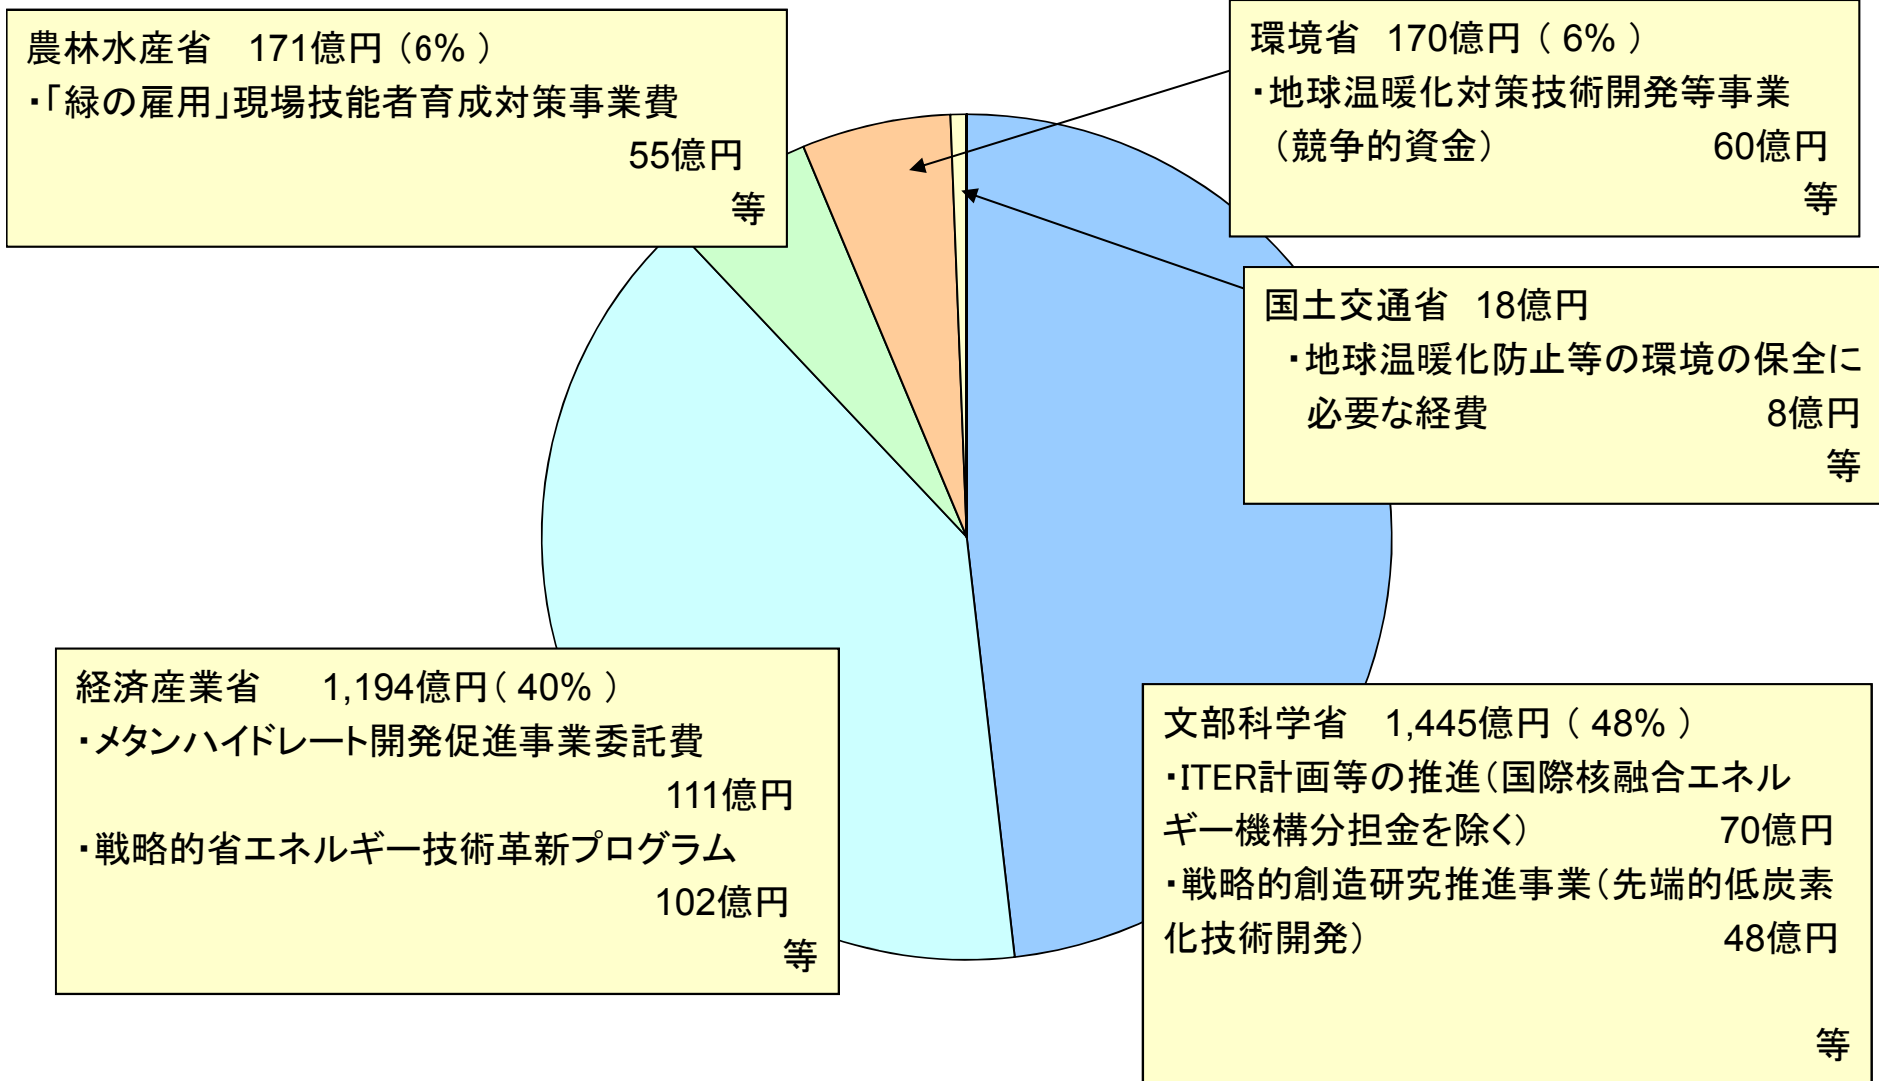 農林水産省　171億円（6%）
・「緑の雇用」現場技能者育成対策事業費
55億円
等
環境省　170億円（ 6% ）
・地球温暖化対策技術開発等事業
（競争的資金）　60億円
等
国土交通省　18億円
・地球温暖化防止等の環境の保全に
必要な経費　8億円
等
経済産業省　1,194億円（ 40% ）
・メタンハイドレート開発促進事業委託費
111億円
・戦略的省エネルギー技術革新プログラム
102億円
等
文部科学省　1,445億円（ 48% ）
・ITER計画等の推進（国際核融合エネル
ギー機構分担金を除く）　70億円
・戦略的創造研究推進事業（先端的低炭素
化技術開発）　48億円
等